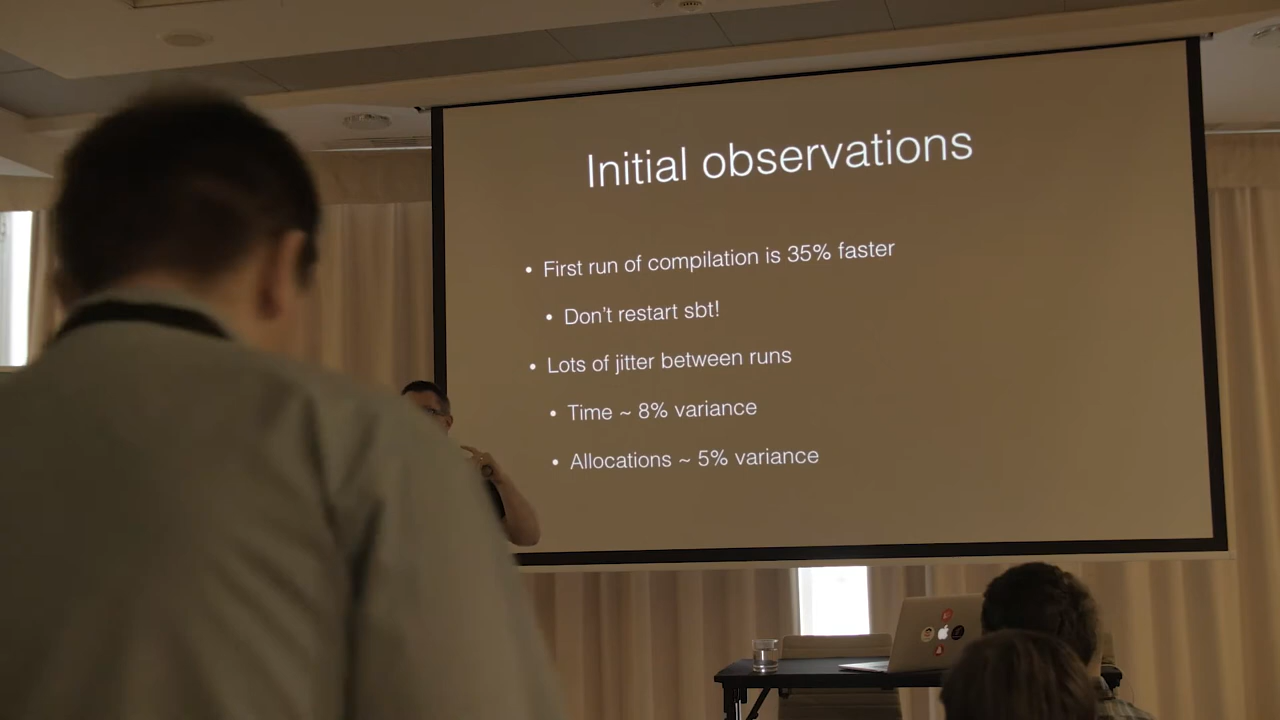 Initial observations
• First run of compilation is 35% faster
• Don't restart sbt!
• Lots of jitter between runs
• Time ~ 8% variance
• Allocations ~ 5% variance